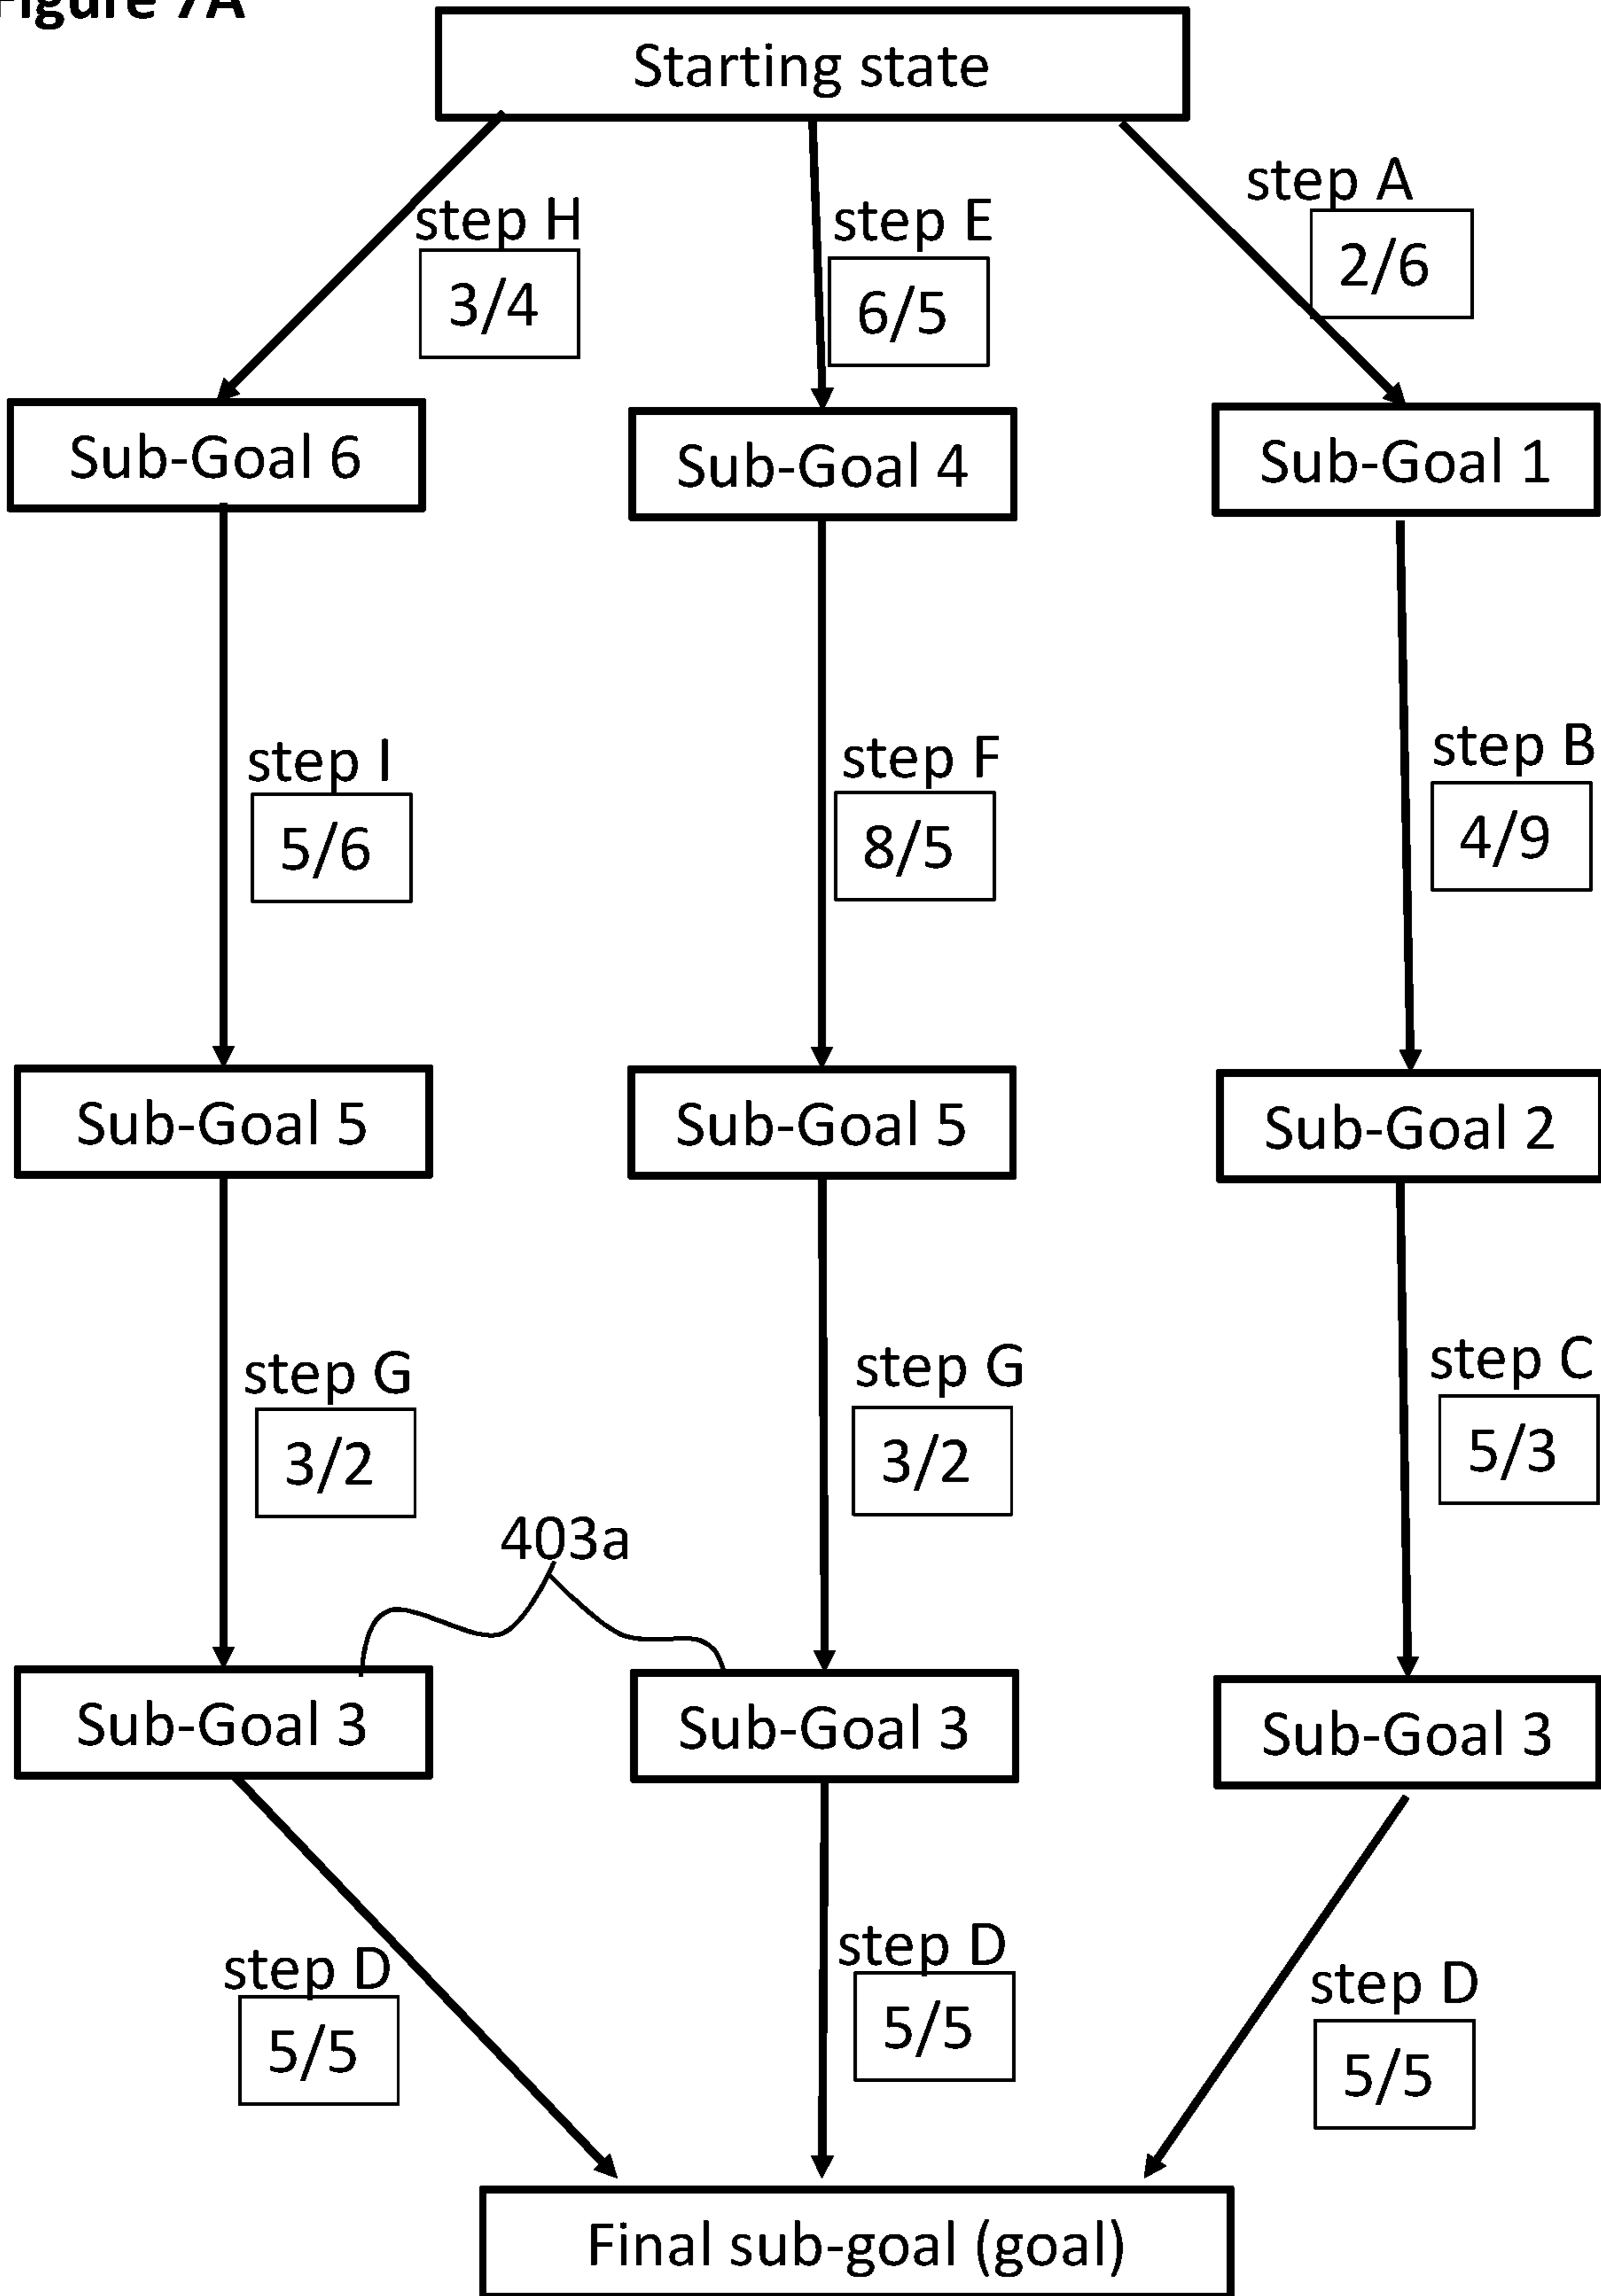 Figure 7A
Starting state
step H
3/4
step E
6/5
step A
2/6
Sub-Goal 6
Sub-Goal 4
Sub-Goal 1
step I
5/6
step F
8/5
step B
4/9
Sub-Goal 5
Sub-Goal 5
Sub-Goal 2
step G
3/2
step G
3/2
step C
5/3
403a
Sub-Goal 3
Sub-Goal 3
Sub-Goal 3
step D
5/5
step D
5/5
step D
5/5
Final sub-goal (goal)